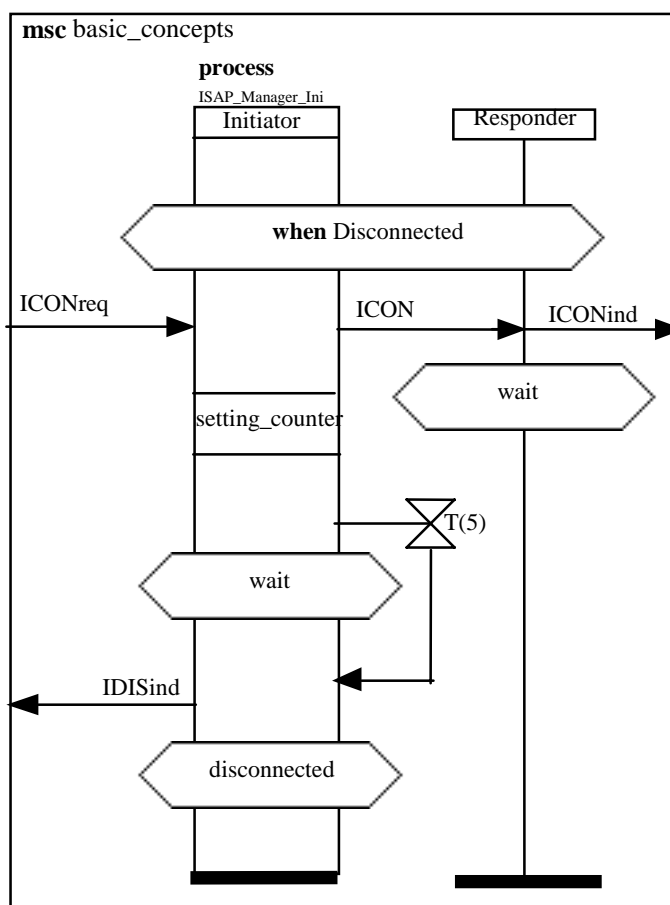 msc basic_concepts
process
ISAP_Manager_Ini
Initiator
Responder
when Disconnected
ICONreq
ICON
ICONind
wait
setting_counter
T(5)
wait
IDISind
disconnected